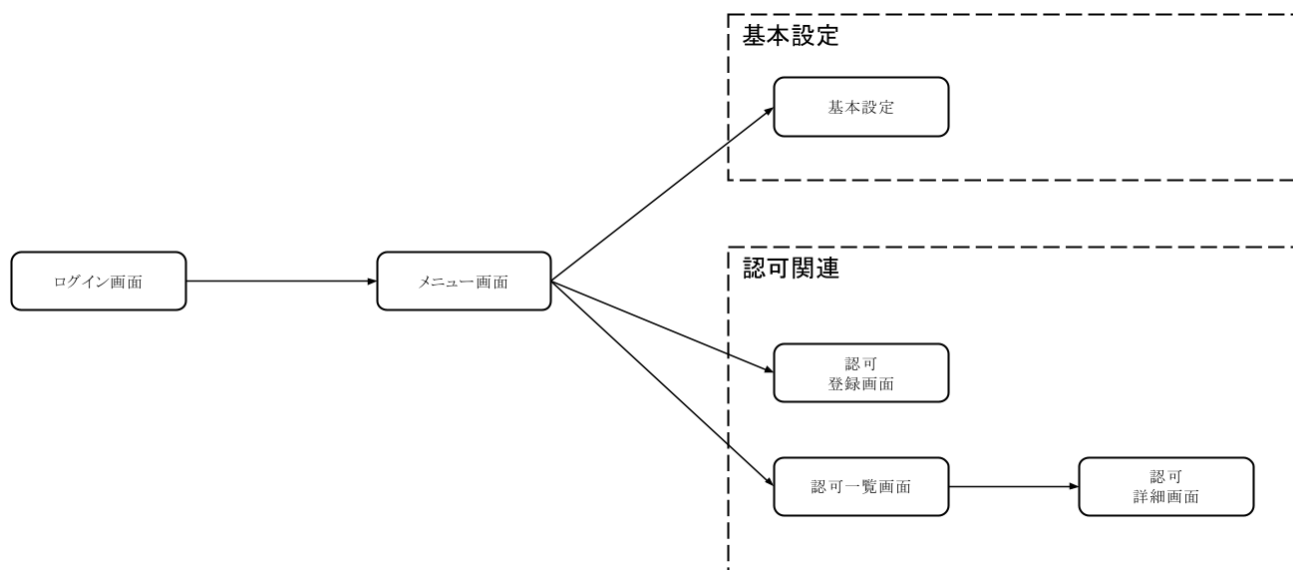 基本設定
基本設定
ログイン画面
メニュー画面
認可関連
認可
登録画面
認可一覧画面
認可
詳細画面